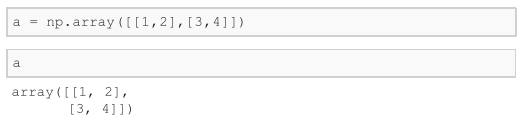 a = np.array([[1,2],[3,4]])
a
array([[1, 2],
       [3, 4]])